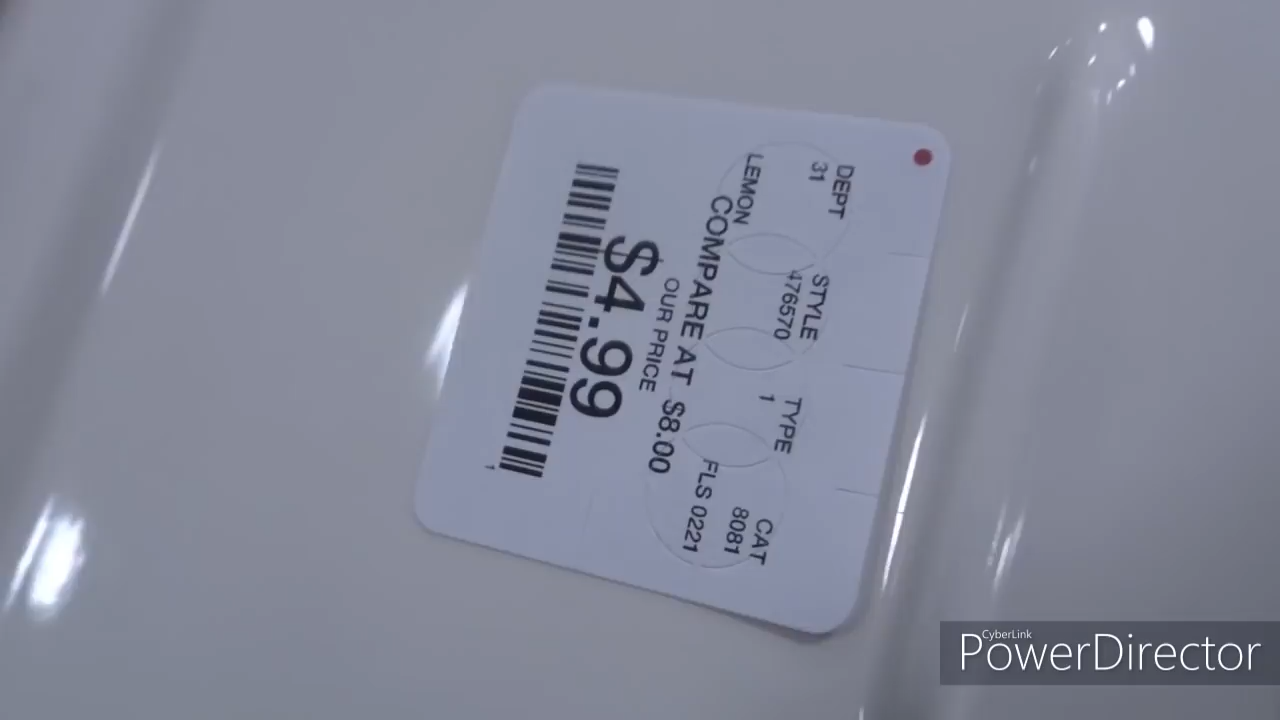 DEPT STYLE TYPE CAT
31 476570 1 8081
LEMON FLS 0221
COMPARE AT $8.00
OUR PRICE
$4.99
1
CyberLink
PowerDirector